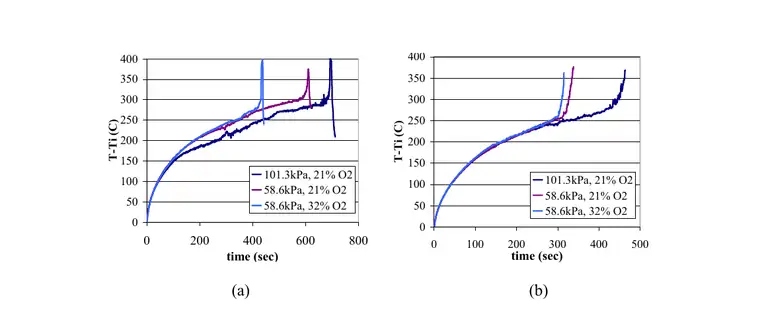 400
350
300
250
200
150
100
50
0
T-Ti (C)
101.3kPa, 21% O2
58.6kPa, 21% O2
58.6kPa, 32% O2
0 200 400 600 800
time (sec)
(a)
400
350
300
250
200
150
100
50
0
T-Ti (C)
101.3kPa, 21% O2
58.6kPa, 21% O2
58.6kPa, 32% O2
0 100 200 300 400 500
time (sec)
(b)